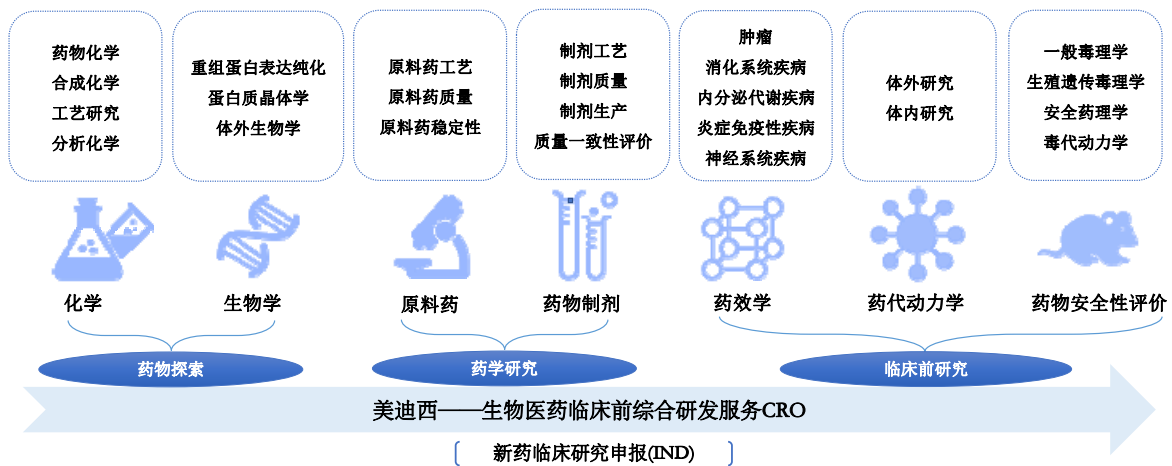 药物化学
合成化学
工艺研究
分析化学
重组蛋白表达纯化
蛋白质晶体学
体外生物学
原料药工艺
原料药质量
原料药稳定性
制剂工艺
制剂质量
制剂生产
质量一致性评价
肿瘤
消化系统疾病
内分泌代谢疾病
炎症免疫性疾病
神经系统疾病
体外研究
体内研究
一般毒理学
生殖遗传毒理学
安全药理学
毒代动力学
化学
生物学
原料药
药物制剂
药效学
药代动力学
药物安全性评价
药物探索
药学研究
临床前研究
美迪西——生物医药临床前综合研发服务CRO
新药临床研究申报(IND)